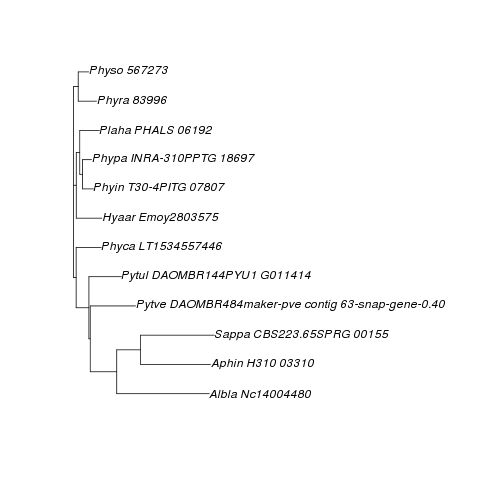 Physo 567273
Phyra 83996
Plaha PHALS 06192
Phypa INRA-310PPTG 18697
Phyin T30-4PITG 07807
Hyaar Emoy2803575
Phyca LT1534557446
Pytul DAOMBR144PYU1 G011414
Pytve DAOMBR484maker-pve contig 63-snap-gene-0.40
Sappa CBS223.65SPRG 00155
Aphin H310 03310
Albla Nc14004480